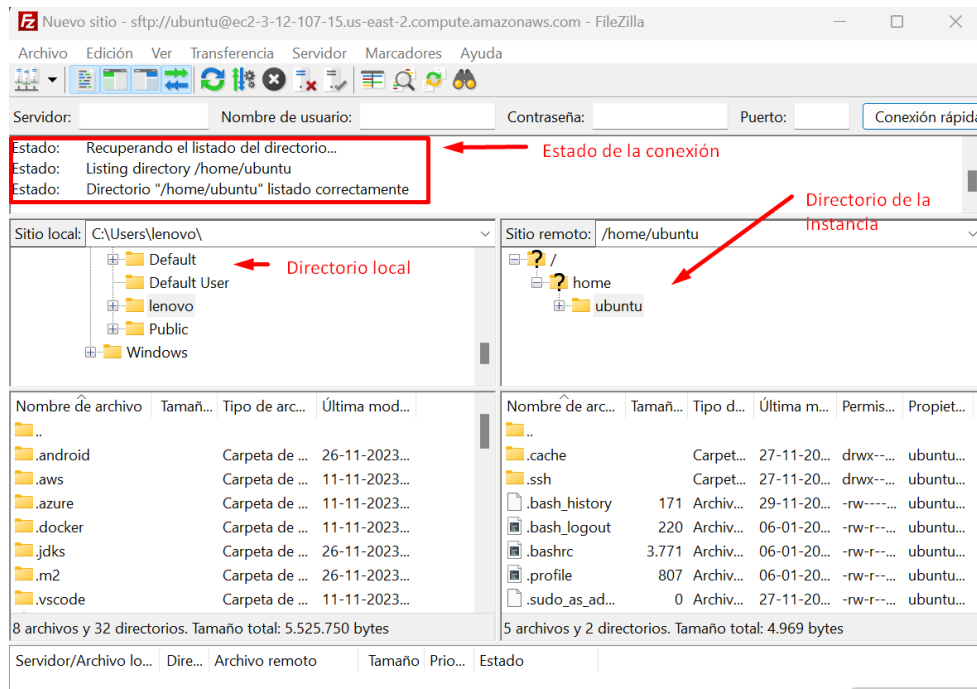 Nuevo sitio - sftp://ubuntu@ec2-3-12-107-15.us-east-2.compute.amazonaws.com - FileZilla
Archivo Edición Ver Transferencia Servidor Marcadores Ayuda
Servidor: Nombre de usuario: Contraseña: Puerto: Conexión rápida
Estado: Recuperando el listado del directorio...
Estado: Listing directory /home/ubuntu
Estado: Directorio "/home/ubuntu" listado correctamente
Estado de la conexión
Directorio de la
instancia
Sitio local: C:\Users\lenovo\
Default
Default User
lenovo
Public
Windows
Directorio local
Sitio remoto: /home/ubuntu
/
home
ubuntu
Nombre de archivo Tamañ... Tipo de arc... Última mod...
..
.android Carpeta de ... 26-11-2023...
.aws Carpeta de ... 11-11-2023...
.azure Carpeta de ... 11-11-2023...
.docker Carpeta de ... 11-11-2023...
.jdks Carpeta de ... 26-11-2023...
.m2 Carpeta de ... 26-11-2023...
.vscode Carpeta de ... 11-11-2023...
8 archivos y 32 directorios. Tamaño total: 5.525.750 bytes
Nombre de arc... Tamañ... Tipo d... Última m... Permis... Propiet...
..
.cache Carpet... 27-11-20... drwx--... ubuntu...
.ssh Carpet... 27-11-20... drwx--... ubuntu...
.bash_history 171 Archiv... 29-11-20... -rw----... ubuntu...
.bash_logout 220 Archiv... 06-01-20... -rw-r--... ubuntu...
.bashrc 3.771 Archiv... 06-01-20... -rw-r--... ubuntu...
.profile 807 Archiv... 06-01-20... -rw-r--... ubuntu...
.sudo_as_ad... 0 Archiv... 27-11-20... -rw-r--... ubuntu...
5 archivos y 2 directorios. Tamaño total: 4.969 bytes
Servidor/Archivo lo... Dire... Archivo remoto Tamaño Prio... Estado